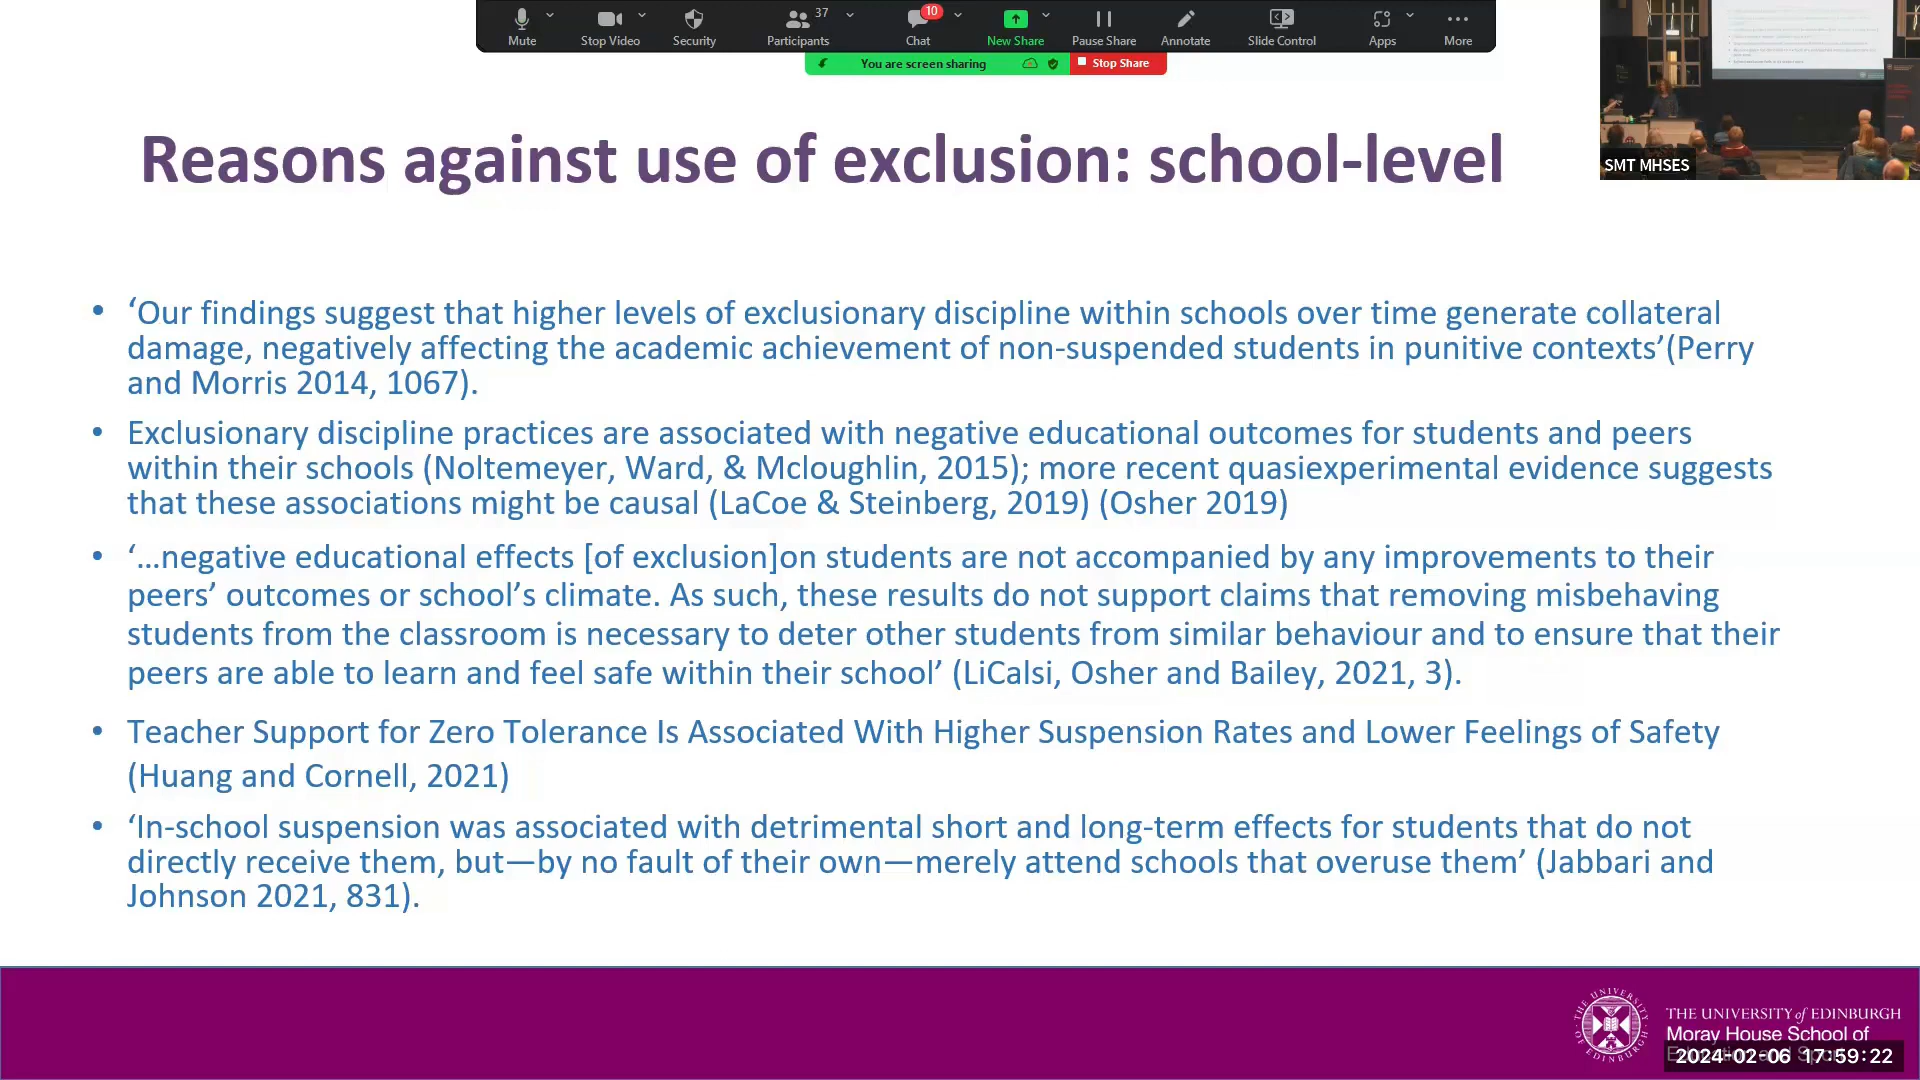 Mute
Stop Video
Security
Participants
37
Chat
10
New Share
Pause Share
Annotate
Slide Control
Apps
More
You are screen sharing
Stop Share
SMT MHSES
Reasons against use of exclusion: school-level
• ‘Our findings suggest that higher levels of exclusionary discipline within schools over time generate collateral
damage, negatively affecting the academic achievement of non-suspended students in punitive contexts’(Perry
and Morris 2014, 1067).
• Exclusionary discipline practices are associated with negative educational outcomes for students and peers
within their schools (Noltemeyer, Ward, & Mcloughlin, 2015); more recent quasiexperimental evidence suggests
that these associations might be causal (LaCoe & Steinberg, 2019) (Osher 2019)
• ‘…negative educational effects [of exclusion]on students are not accompanied by any improvements to their
peers’ outcomes or school’s climate. As such, these results do not support claims that removing misbehaving
students from the classroom is necessary to deter other students from similar behaviour and to ensure that their
peers are able to learn and feel safe within their school’ (LiCalsi, Osher and Bailey, 2021, 3).
• Teacher Support for Zero Tolerance Is Associated With Higher Suspension Rates and Lower Feelings of Safety
(Huang and Cornell, 2021)
• ‘In-school suspension was associated with detrimental short and long-term effects for students that do not
directly receive them, but—by no fault of their own—merely attend schools that overuse them’ (Jabbari and
Johnson 2021, 831).
THE UNIVERSITY OF EDINBURGH
THE UNIVERSITY of EDINBURGH
Moray House School of
2024-02-06 17:59:22